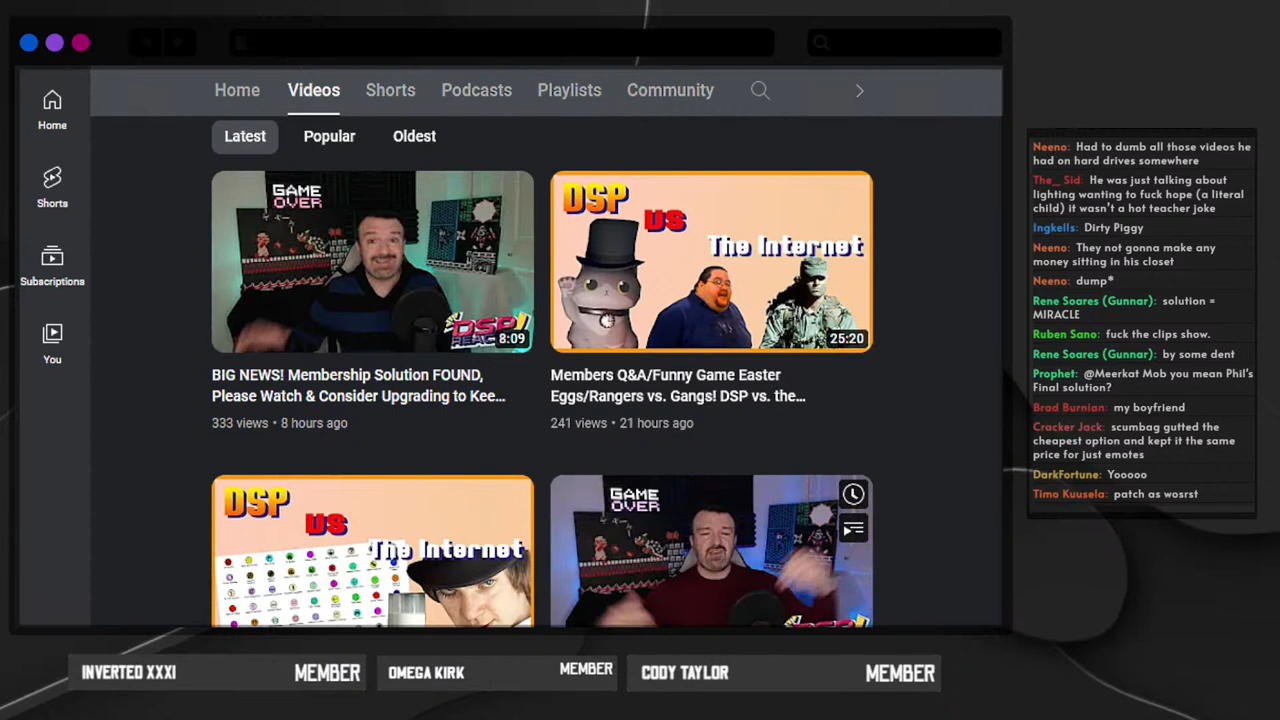 Home
Videos
Shorts
Podcasts
Playlists
Community
Home
Shorts
Subscriptions
You
Latest
Popular
Oldest
GAME
OVER
DSP
REACT
8:09
BIG NEWS! Membership Solution FOUND,
Please Watch & Consider Upgrading to Kee...
333 views • 8 hours ago
DSP
VS
The Internet
25:20
Members Q&A/Funny Game Easter
Eggs/Rangers vs. Gangs! DSP vs. the...
241 views • 21 hours ago
DSP
VS
The Internet
GAME
OVER
Neeno: Had to dumb all those videos he
had on hard drives somewhere
The_ Sid: He was just talking about
lighting wanting to fuck hope (a literal
child) it wasn't a hot teacher joke
Ingkells: Dirty Piggy
Neeno: They not gonna make any
money sitting in his closet
Neeno: dump*
Rene Soares (Gunnar): solution =
MIRACLE
Ruben Sano: fuck the clips show.
Rene Soares (Gunnar): by some dent
Prophet: @Meerkat Mob you mean Phil's
Final solution?
Brad Burnian: my boyfriend
Cracker Jack: scumbag gutted the
cheapest option and kept it the same
price for just emotes
DarkFortune: Yooooo
Timo Kuusela: patch as wosrst
INVERTED XXXI MEMBER
OMEGA KIRK MEMBER
CODY TAYLOR MEMBER